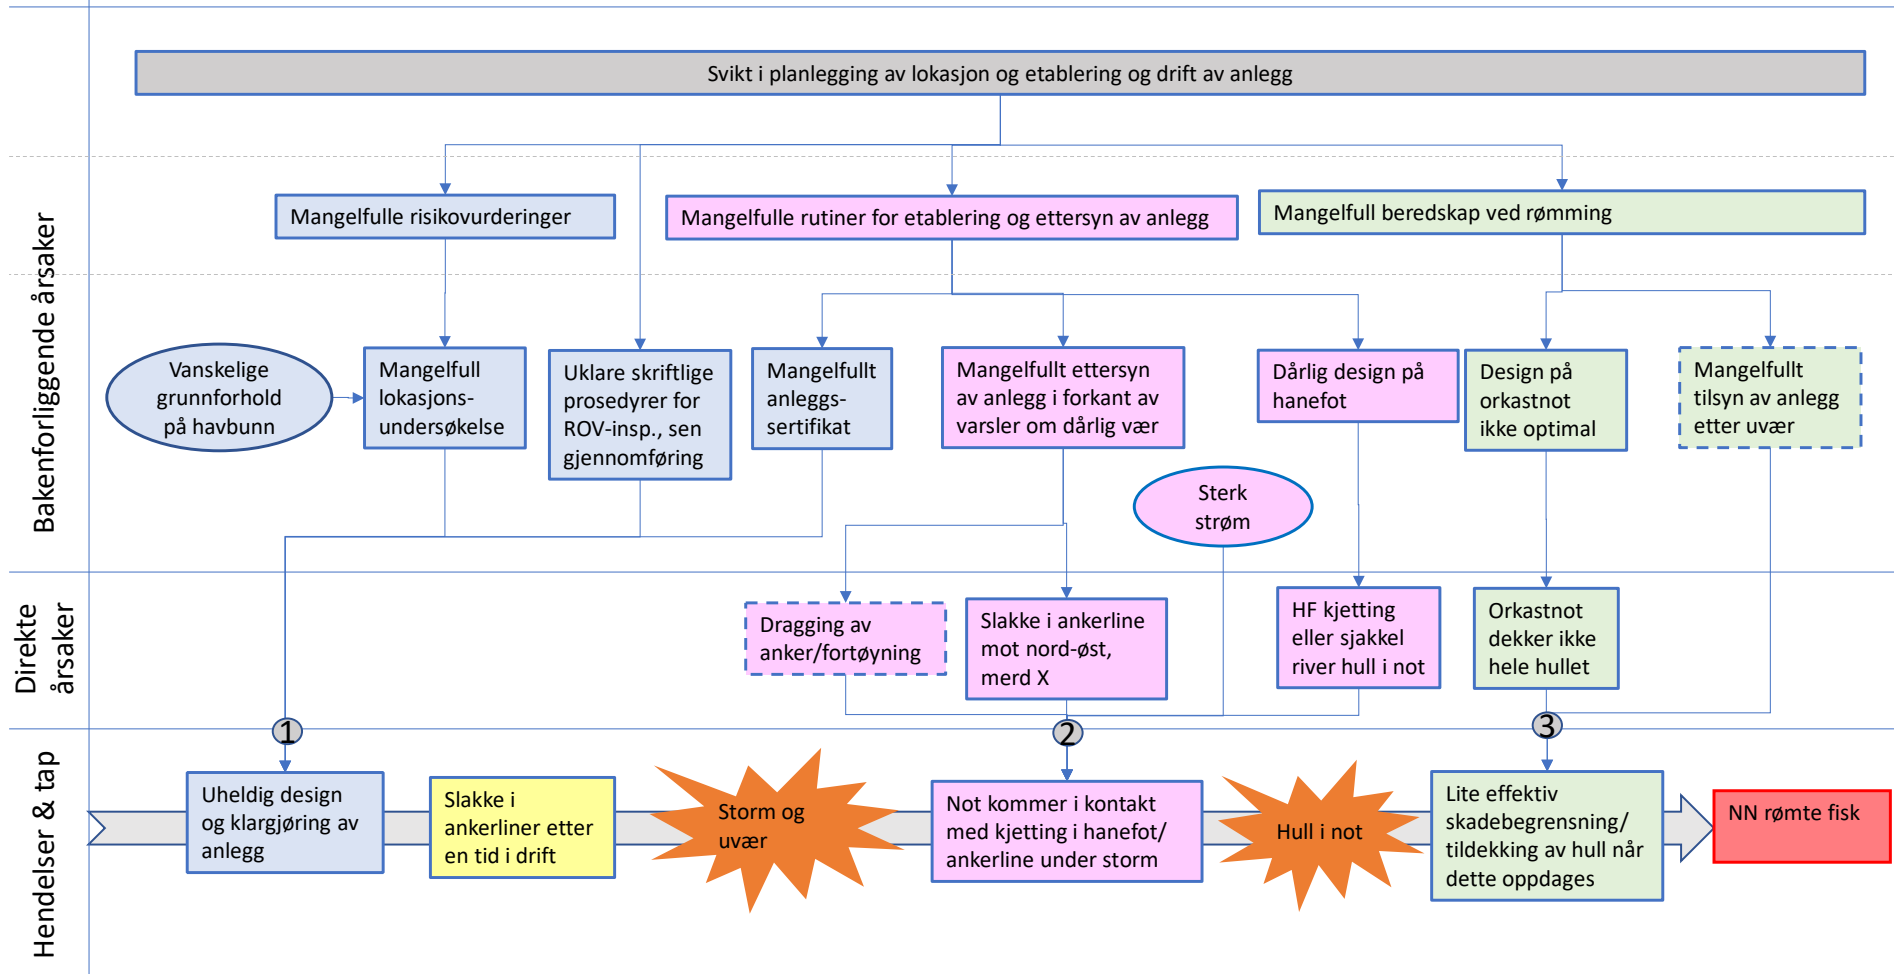 Svikt i planlegging av lokasjon og etablering og drift av anlegg
Bakenforliggende årsaker
Mangelfulle risikovurderinger
Mangelfulle rutiner for etablering og ettersyn av anlegg
Mangelfull beredskap ved rømming
Vanskelige
grunnforhold
på havbunn
Mangelfull
lokasjons-
undersøkelse
Uklare skriftlige
prosedyrer for
ROV-insp., sen
gjennomføring
Mangelfullt
anleggs-
sertifikat
Mangelfullt ettersyn
av anlegg i forkant av
varsler om dårlig vær
Dårlig design på
hanefot
Design på
orkastnot
ikke optimal
Mangelfullt
tilsyn av anlegg
etter uvær
Sterk
strøm
Direkte
årsaker
Dragging av
anker/fortøyning
Slakke i ankerline
mot nord-øst,
merd X
HF kjetting
eller sjakkel
river hull i not
Orkastnot
dekker ikke
hele hullet
1
2
3
Hendelser & tap
Uheldig design
og klargjøring av
anlegg
Slakke i
ankerliner etter
en tid i drift
Storm og
uvær
Not kommer i kontakt
med kjetting i hanefot/
ankerline under storm
Hull i not
Lite effektiv
skadebegrensning/
tildekking av hull når
dette oppdages
NN rømte fisk